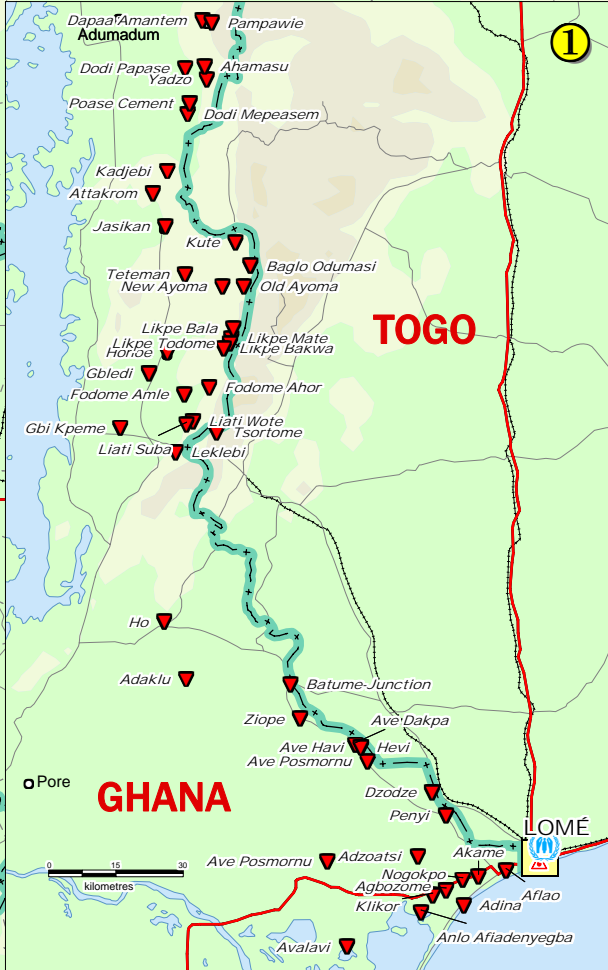 Dapaa Amantem
Pampawie
Adumadum
1
Dodi Papase
Ahamasu
Yadzo
Poase Cement
Dodi Mepeasem
Kadjebi
Attakrom
Jasikan
Kute
Baglo Odumasi
Teteman
New Ayoma
Old Ayoma
TOGO
Likpe Bala
Likpe Mate
Likpe Todome
Likpe Bakwa
Hohoe
Gbledi
Fodome Ahor
Fodome Amle
Liati Wote
Gbi Kpeme
Tsortome
Liati Suba
Leklebi
Ho
Adaklu
Batume-Junction
Ziope
Ave Dakpa
Ave Havi
Hevi
Ave Posmornu
Pore
GHANA
Dzodze
Penyi
LOMÉ
Ave Posmornu
Adzoatsi
Akame
Nogokpo
Agbozome
Aflao
Klikor
Adina
Anlo Afiadenyegba
Avalavi
0 15 30
kilometres